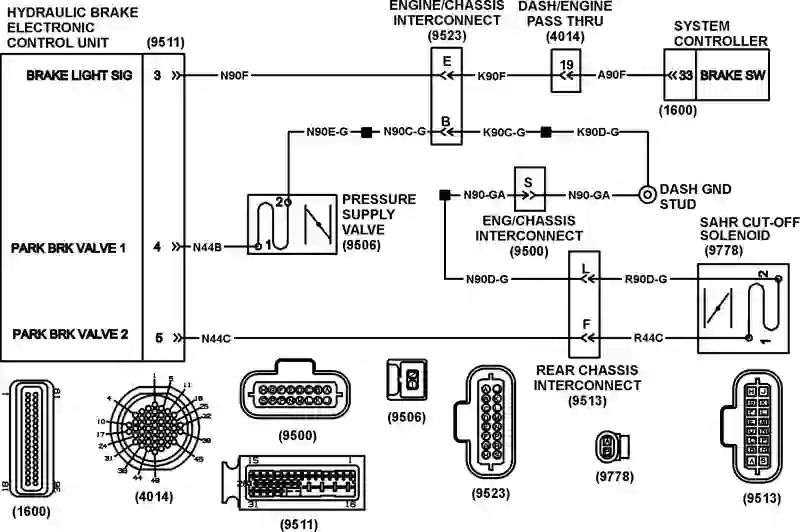 HYDRAULIC BRAKE
ELECTRONIC
CONTROL UNIT
(9511)
ENGINE/CHASSIS
INTERCONNECT
(9523)
DASH/ENGINE
PASS THRU
(4014)
SYSTEM
CONTROLLER
BRAKE LIGHT SIG 3 N90F E K90F 19 A90F 33 BRAKE SW
(1600)
N90E-G N90C-G B K90C-G K90D-G
2
1
PRESSURE
SUPPLY
VALVE
(9506)
N90-GA S N90-GA
DASH GND
STUD
ENG/CHASSIS
INTERCONNECT
(9500)
SAHR CUT-OFF
SOLENOID
(9778)
PARK BRK VALVE 1 4 N44B
N90D-G L R90D-G 2
PARK BRK VALVE 2 5 N44C F R44C 1
REAR CHASSIS
INTERCONNECT
(9513)
1
18
(1600)
1
4
5
11
10
16
25
17
32
24
31
39
38
45
44
49
(4014)
(9500)
15 1
31 16
(9511)
(9506)
(9523)
(9778)
(9513)